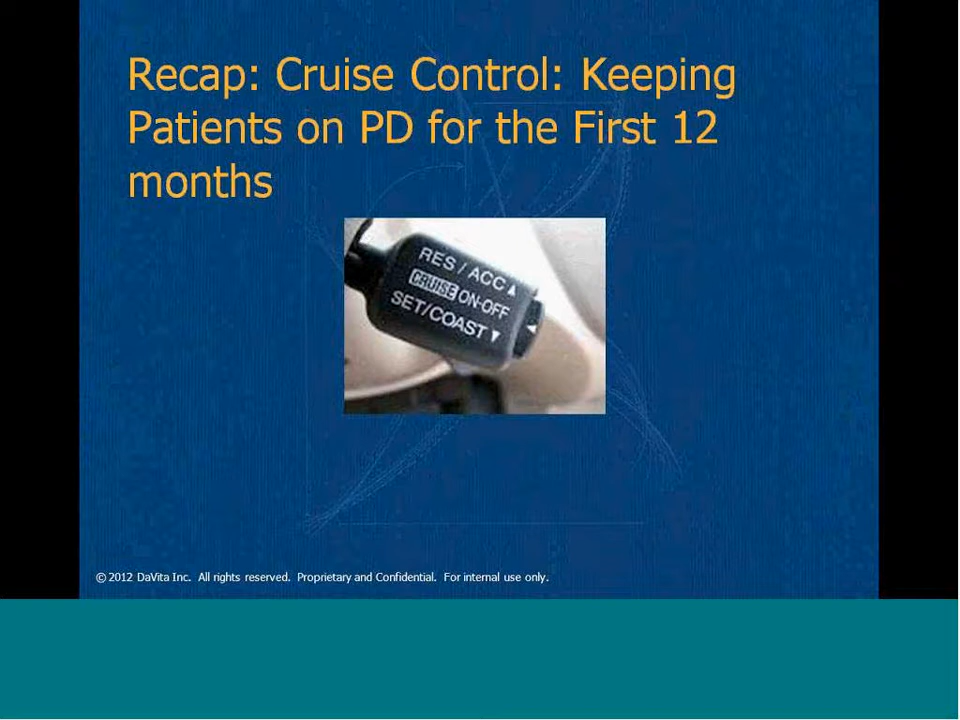 Recap: Cruise Control: Keeping
Patients on PD for the First 12
months
RES / ACC ▲
CRUISE ON-OFF
SET/COAST ▼
© 2012 DaVita Inc. All rights reserved. Proprietary and Confidential. For internal use only.